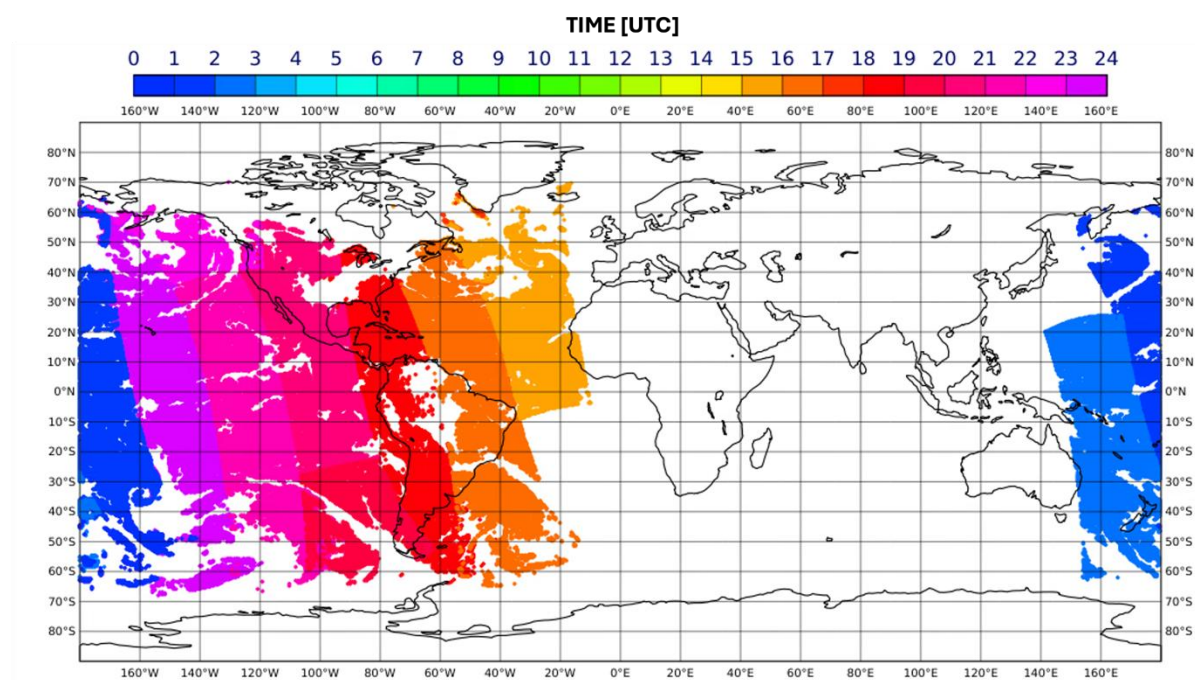 TIME [UTC]
0 1 2 3 4 5 6 7 8 9 10 11 12 13 14 15 16 17 18 19 20 21 22 23 24
160°W 140°W 120°W 100°W 80°W 60°W 40°W 20°W 0°E 20°E 40°E 60°E 80°E 100°E 120°E 140°E 160°E
80°N 80°N
70°N 70°N
60°N 60°N
50°N 50°N
40°N 40°N
30°N 30°N
20°N 20°N
10°N 10°N
0°N 0°N
10°S 10°S
20°S 20°S
30°S 30°S
40°S 40°S
50°S 50°S
60°S 60°S
70°S 70°S
80°S 80°S
160°W 140°W 120°W 100°W 80°W 60°W 40°W 20°W 0°E 20°E 40°E 60°E 80°E 100°E 120°E 140°E 160°E